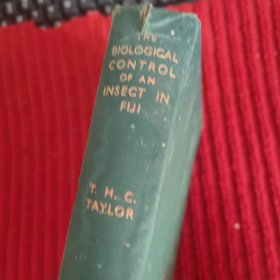 THE
BIOLOGICAL
CONTROL
OF AN
INSECT IN
FIJI
T. H. C.
TAYLOR